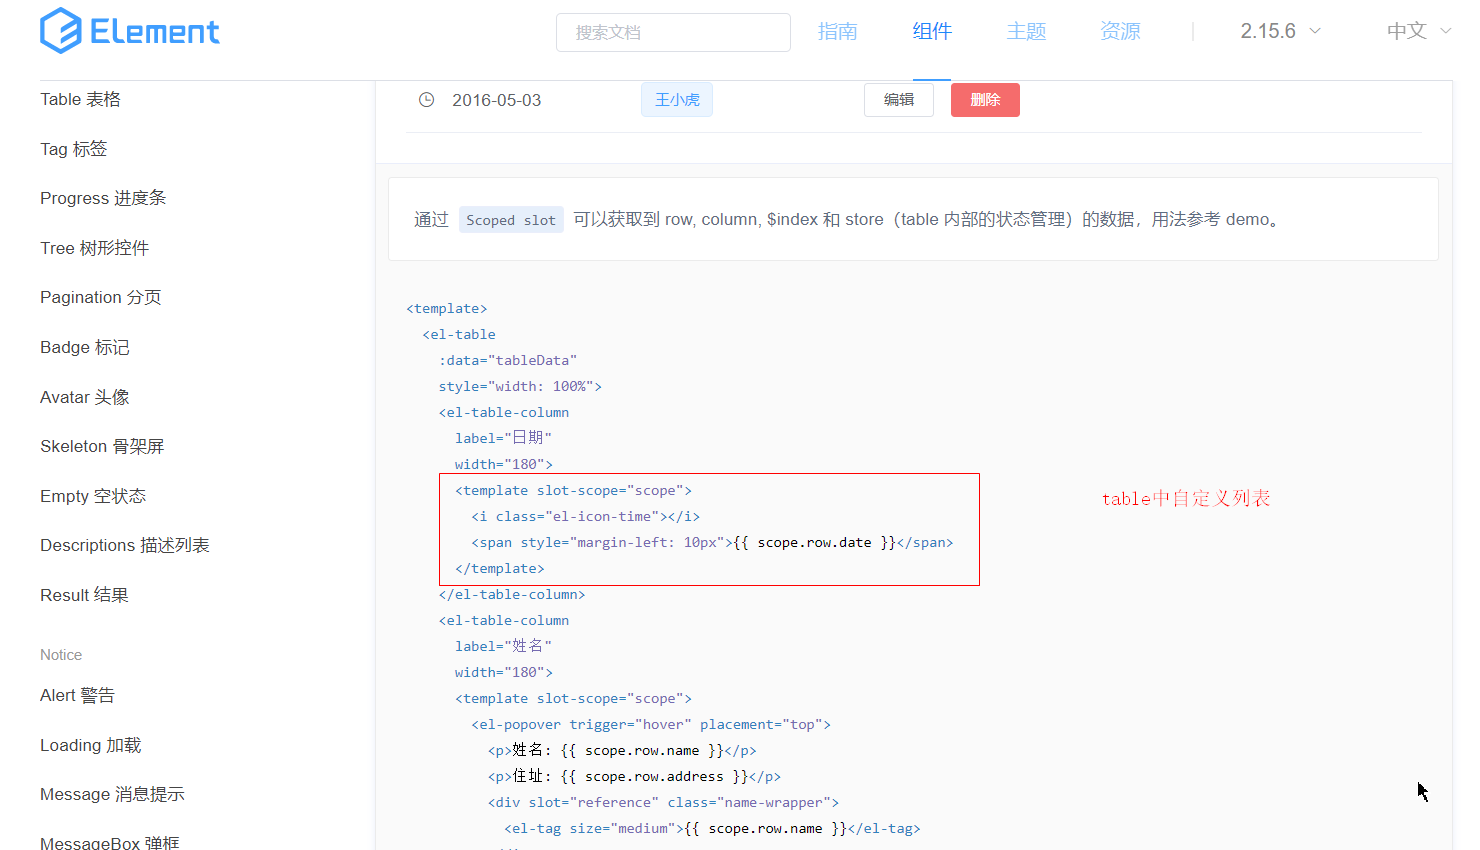 Element
搜索文档
指南
组件
主题
资源
2.15.6
中文
Table 表格
Tag 标签
Progress 进度条
Tree 树形控件
Pagination 分页
Badge 标记
Avatar 头像
Skeleton 骨架屏
Empty 空状态
Descriptions 描述列表
Result 结果
Notice
Alert 警告
Loading 加载
Message 消息提示
MessageBox 弹框
2016-05-03 王小虎 编辑 删除
通过 Scoped slot 可以获取到 row, column, $index 和 store（table 内部的状态管理）的数据，用法参考 demo。
<template>
<el-table
:data="tableData"
style="width: 100%">
<el-table-column
label="日期"
width="180">
<template slot-scope="scope">
<i class="el-icon-time"></i>
<span style="margin-left: 10px">{{ scope.row.date }}</span>
</template>
</el-table-column>
<el-table-column
label="姓名"
width="180">
<template slot-scope="scope">
<el-popover trigger="hover" placement="top">
<p>姓名: {{ scope.row.name }}</p>
<p>住址: {{ scope.row.address }}</p>
<div slot="reference" class="name-wrapper">
<el-tag size="medium">{{ scope.row.name }}</el-tag>
table中自定义列表